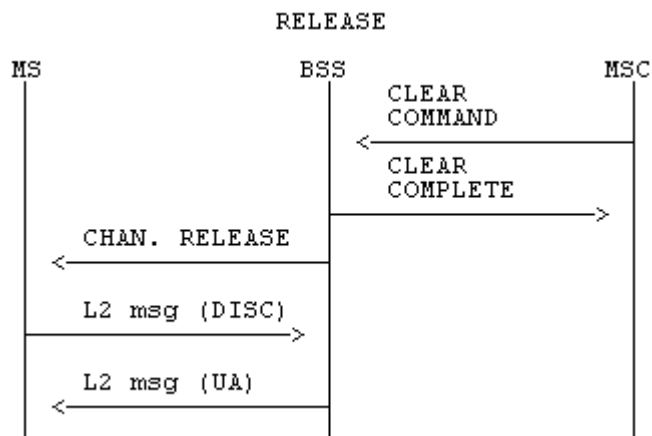 RELEASE
MS BSS MSC
CLEAR
COMMAND
CLEAR
COMPLETE
CHAN. RELEASE
L2 msg (DISC)
L2 msg (UA)